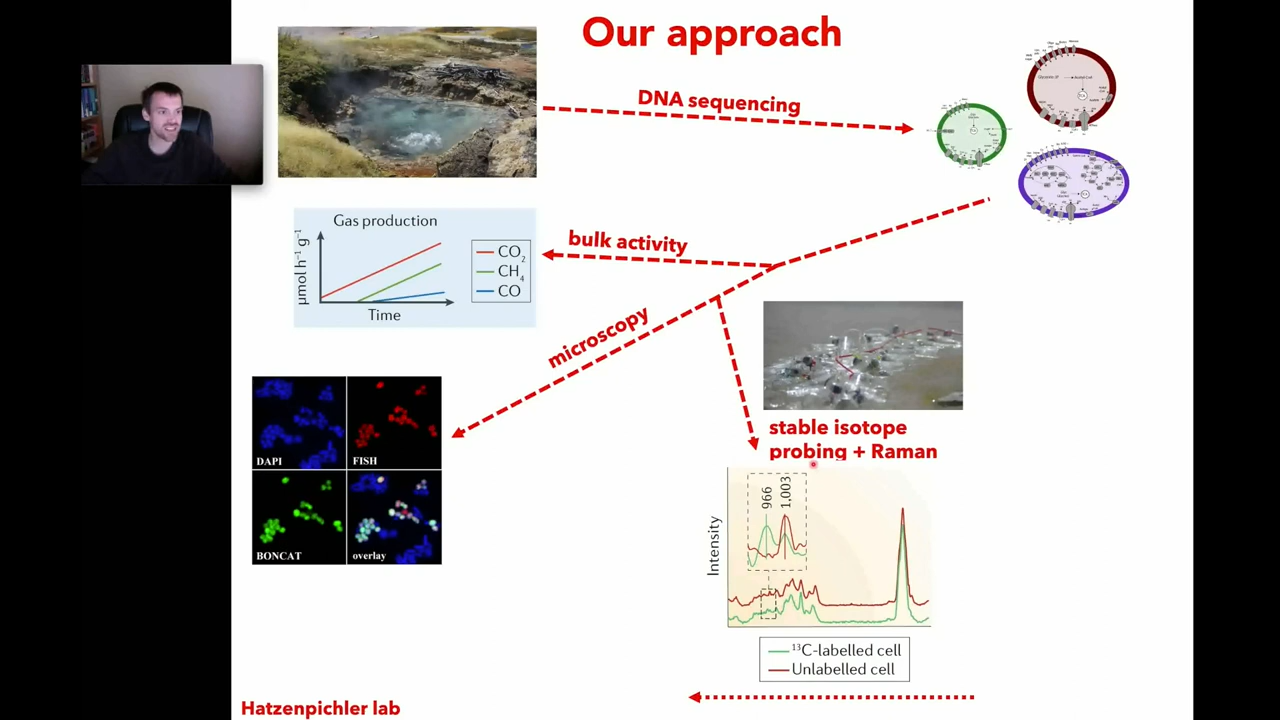 Our approach
DNA sequencing
Gas production
μmol h⁻¹ g⁻¹
CO₂
CH₄
CO
Time
bulk activity
microscopy
DAPI
FISH
BONCAT
overlay
stable isotope
probing + Raman
966
1,003
Intensity
¹³C-labelled cell
Unlabelled cell
Hatzenpichler lab